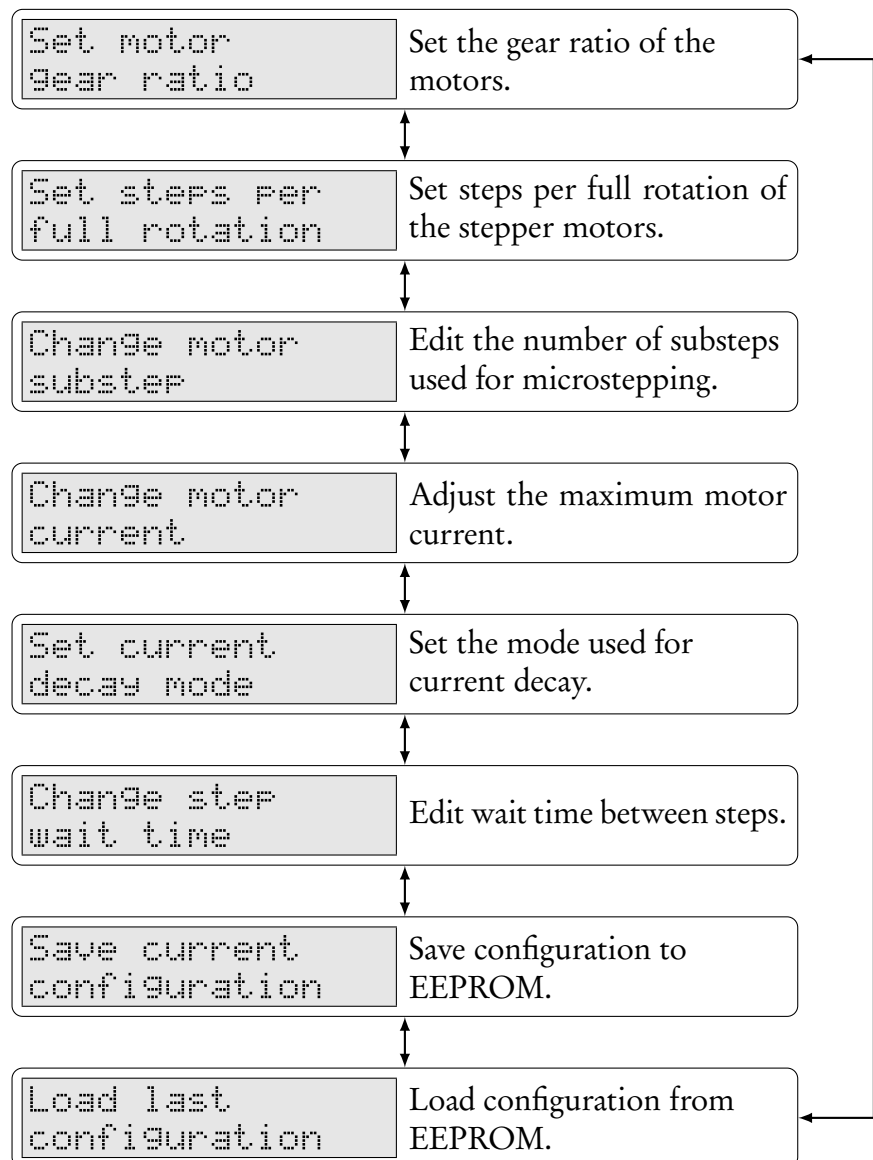 Set motor
gear ratio
Set the gear ratio of the
motors.
Set steps per
full rotation
Set steps per full rotation of
the stepper motors.
Change motor
substep
Edit the number of substeps
used for microstepping.
Change motor
current
Adjust the maximum motor
current.
Set current
decay mode
Set the mode used for
current decay.
Change step
wait time
Edit wait time between steps.
Save current
configuration
Save configuration to
EEPROM.
Load last
configuration
Load configuration from
EEPROM.